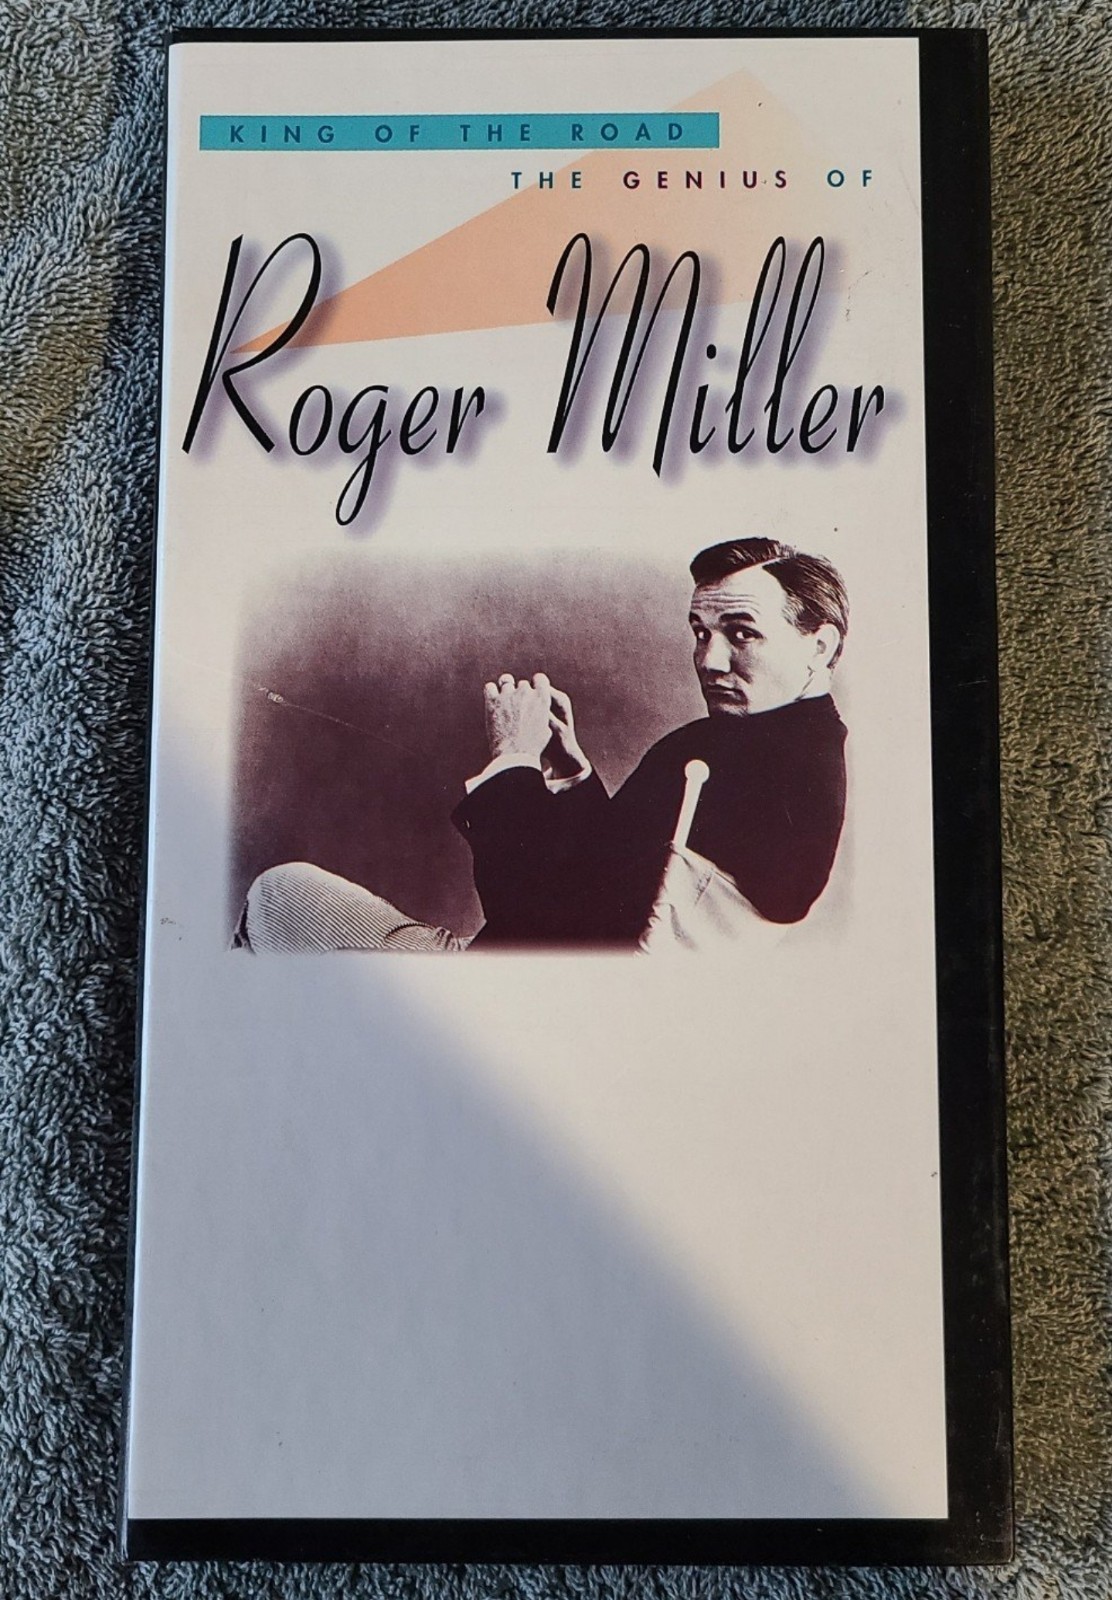 KING OF THE ROAD
THE GENIUS OF
Roger Miller